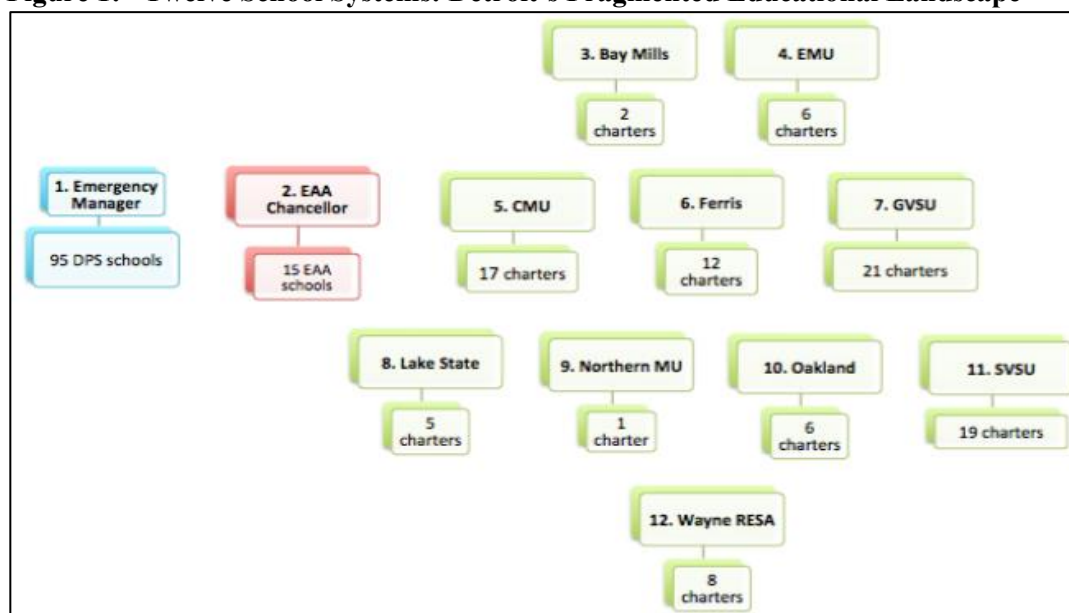 Figure 1. Twelve School Systems: Detroit's Fragmented Educational Landscape
3. Bay Mills
2
charters
4. EMU
6
charters
1. Emergency
Manager
95 DPS schools
2. EAA
Chancellor
15 EAA
schools
5. CMU
17 charters
6. Ferris
12
charters
7. GVSU
21 charters
8. Lake State
5
charters
9. Northern MU
1
charter
10. Oakland
6
charters
11. SVSU
19 charters
12. Wayne RESA
8
charters